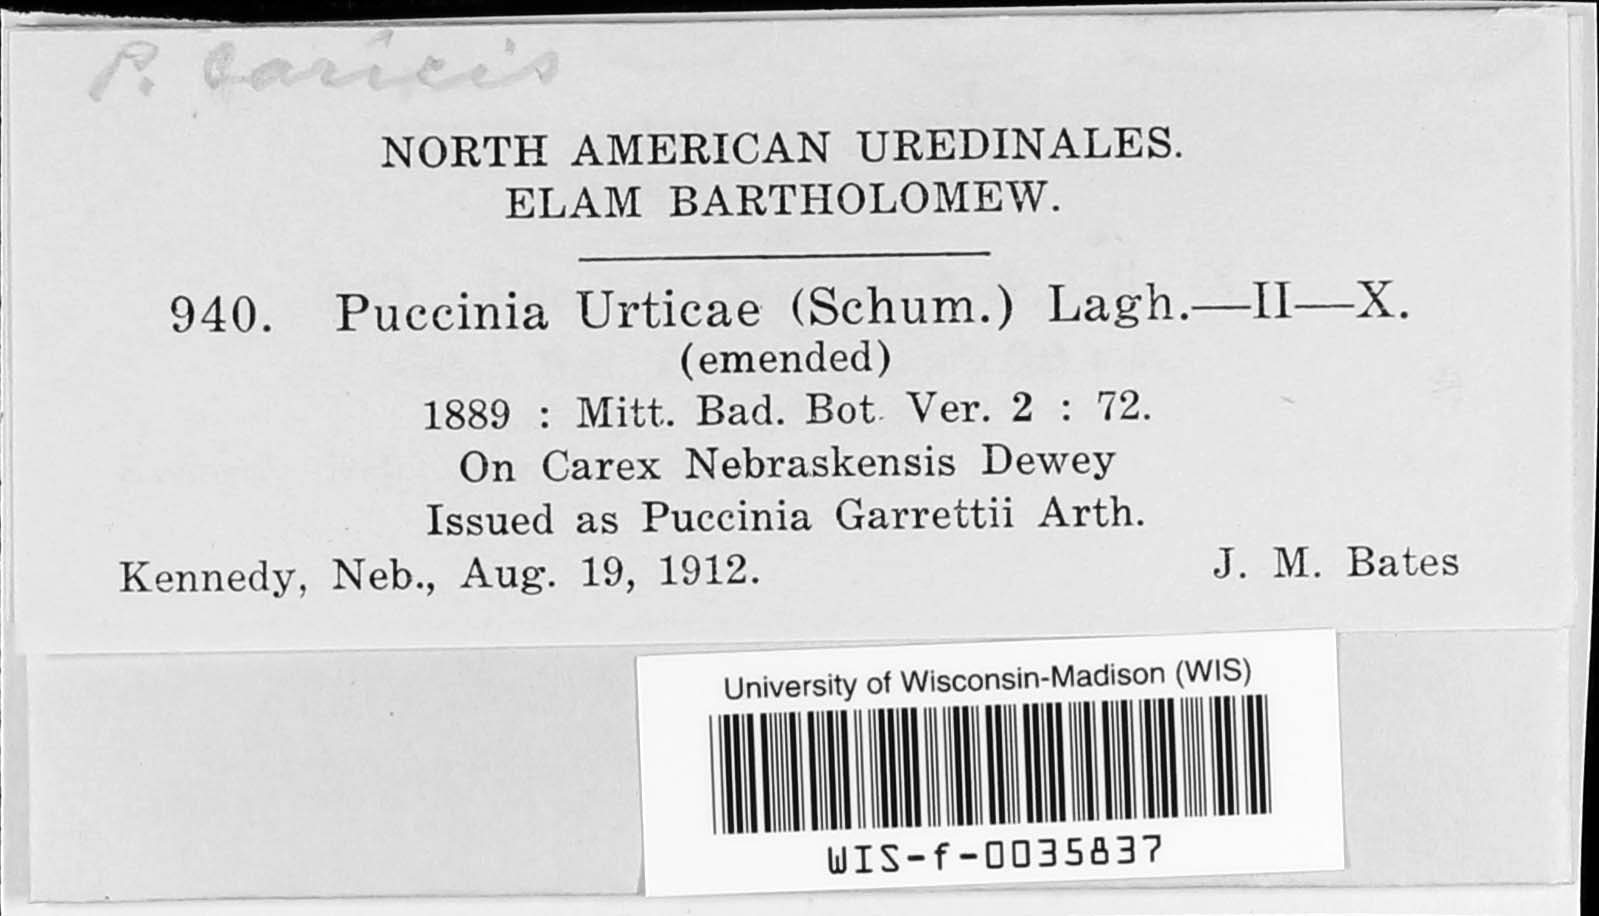 P. Caricis
NORTH AMERICAN UREDINALES.
ELAM BARTHOLOMEW.
940. Puccinia Urticae (Schum.) Lagh.—II—X.
(emended)
1889 : Mitt. Bad. Bot. Ver. 2 : 72.
On Carex Nebraskensis Dewey
Issued as Puccinia Garrettii Arth.
Kennedy, Neb., Aug. 19, 1912. J. M. Bates
University of Wisconsin-Madison (WIS)
WIS-f-0035837